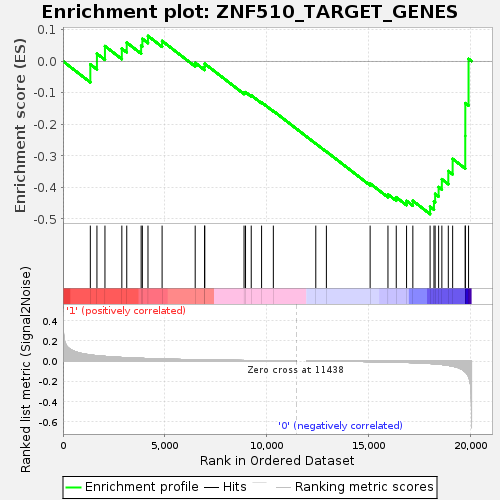 Enrichment plot: ZNF510_TARGET_GENES
Enrichment score (ES)
0.1
0.0
-0.1
-0.2
-0.3
-0.4
-0.5
'1' (positively correlated)
Ranked list metric (Signal2Noise)
0.4
0.2
0.0
-0.2
-0.4
-0.6
Zero cross at 11438
'0' (negatively correlated)
0
5,000
10,000
15,000
20,000
Rank in Ordered Dataset
Enrichment profile
Hits
Ranking metric scores